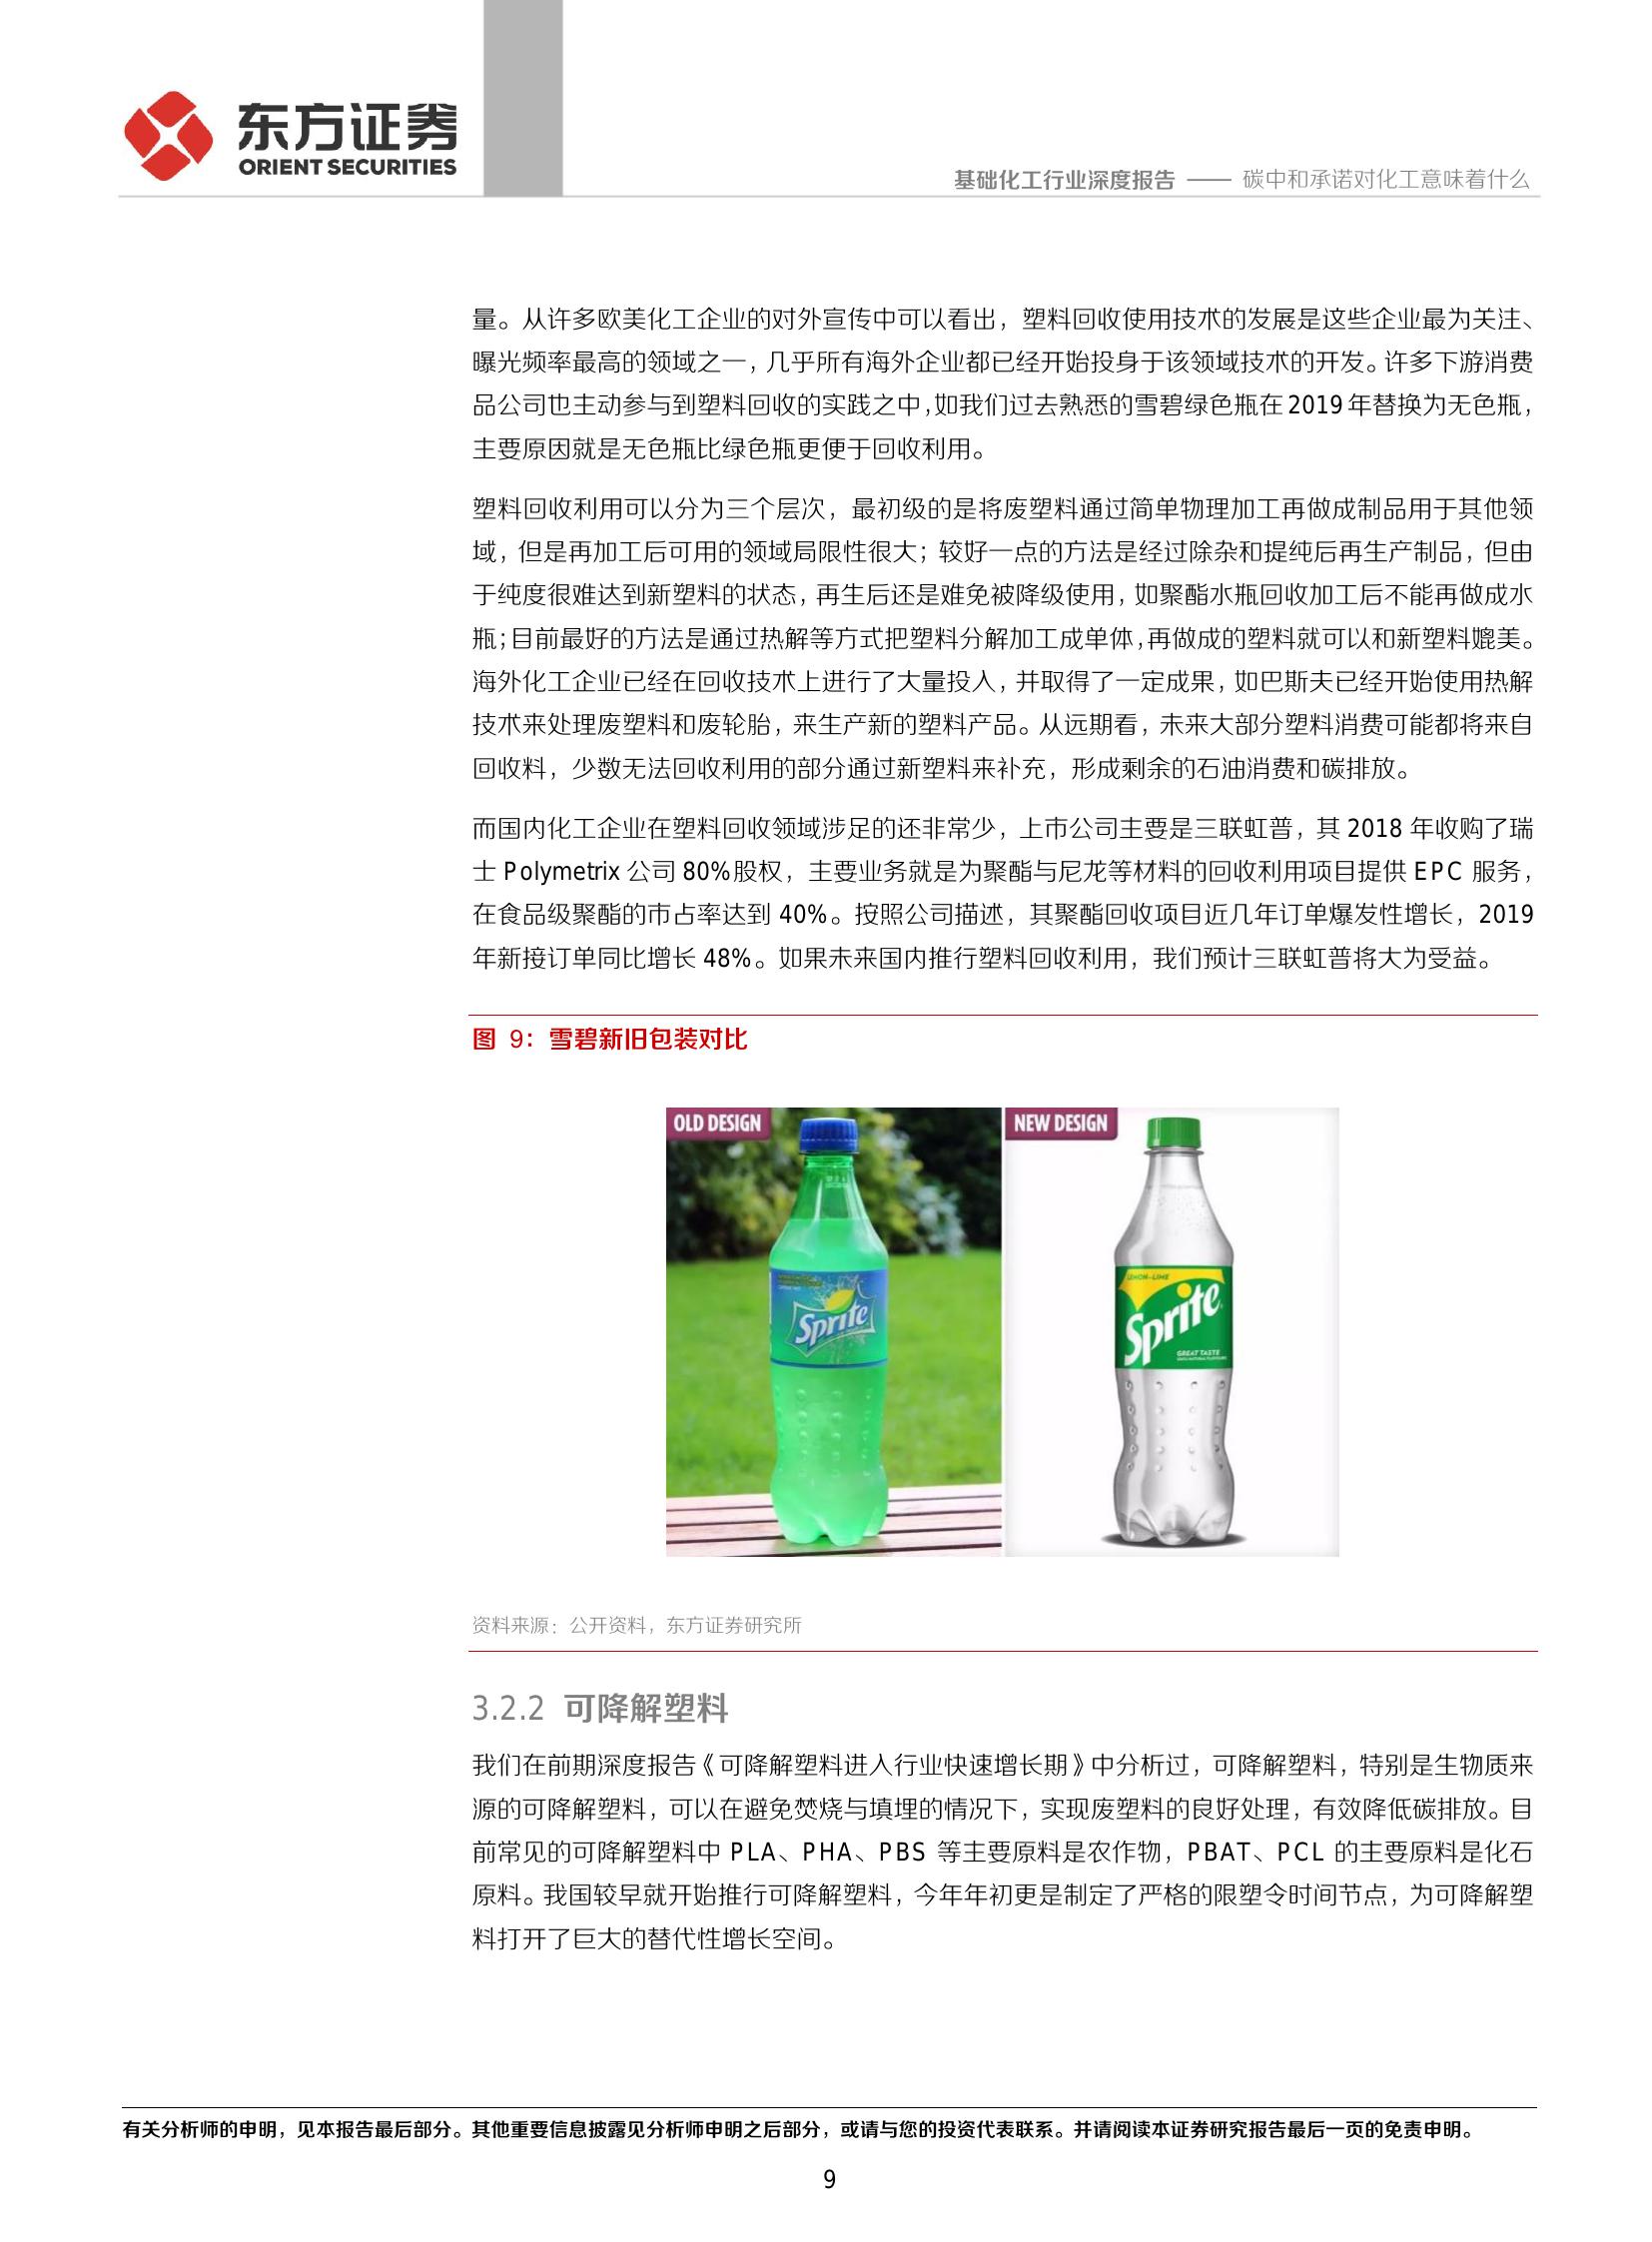 东方证券
ORIENT SECURITIES
基础化工行业深度报告 —— 碳中和承诺对化工意味着什么
量。从许多欧美化工企业的对外宣传中可以看出，塑料回收使用技术的发展是这些企业最为关注、
曝光频率最高的领域之一，几乎所有海外企业都已经开始投身于该领域技术的开发。许多下游消费
品公司也主动参与到塑料回收的实践之中，如我们过去熟悉的雪碧绿色瓶在 2019 年替换为无色瓶，
主要原因就是无色瓶比绿色瓶更便于回收利用。
塑料回收利用可以分为三个层次，最初级的是将废塑料通过简单物理加工再做成制品用于其他领
域，但是再加工后可用的领域局限性很大；较好一点的方法是经过除杂和提纯后再生产制品，但由
于纯度很难达到新塑料的状态，再生后还是难免被降级使用，如聚酯水瓶回收加工后不能再做成水
瓶；目前最好的方法是通过热解等方式把塑料分解加工成单体，再做成的塑料就可以和新塑料媲美。
海外化工企业已经在回收技术上进行了大量投入，并取得了一定成果，如巴斯夫已经开始使用热解
技术来处理废塑料和废轮胎，来生产新的塑料产品。从远期看，未来大部分塑料消费可能都将来自
回收料，少数无法回收利用的部分通过新塑料来补充，形成剩余的石油消费和碳排放。
而国内化工企业在塑料回收领域涉足的还非常少，上市公司主要是三联虹普，其 2018 年收购了瑞
士 Polymetrix 公司 80%股权，主要业务就是为聚酯与尼龙等材料的回收利用项目提供 EPC 服务，
在食品级聚酯的市占率达到 40%。按照公司描述，其聚酯回收项目近几年订单爆发性增长，2019
年新接订单同比增长 48%。如果未来国内推行塑料回收利用，我们预计三联虹普将大为受益。
图 9：雪碧新旧包装对比
OLD DESIGN
NEW DESIGN
Sprite
LEMON-LIME
Sprite
GREAT TASTE
资料来源：公开资料，东方证券研究所
3.2.2 可降解塑料
我们在前期深度报告《可降解塑料进入行业快速增长期》中分析过，可降解塑料，特别是生物质来
源的可降解塑料，可以在避免焚烧与填埋的情况下，实现废塑料的良好处理，有效降低碳排放。目
前常见的可降解塑料中 PLA、PHA、PBS 等主要原料是农作物，PBAT、PCL 的主要原料是化石
原料。我国较早就开始推行可降解塑料，今年年初更是制定了严格的限塑令时间节点，为可降解塑
料打开了巨大的替代性增长空间。
有关分析师的申明，见本报告最后部分。其他重要信息披露见分析师申明之后部分，或请与您的投资代表联系。并请阅读本证券研究报告最后一页的免责申明。
9